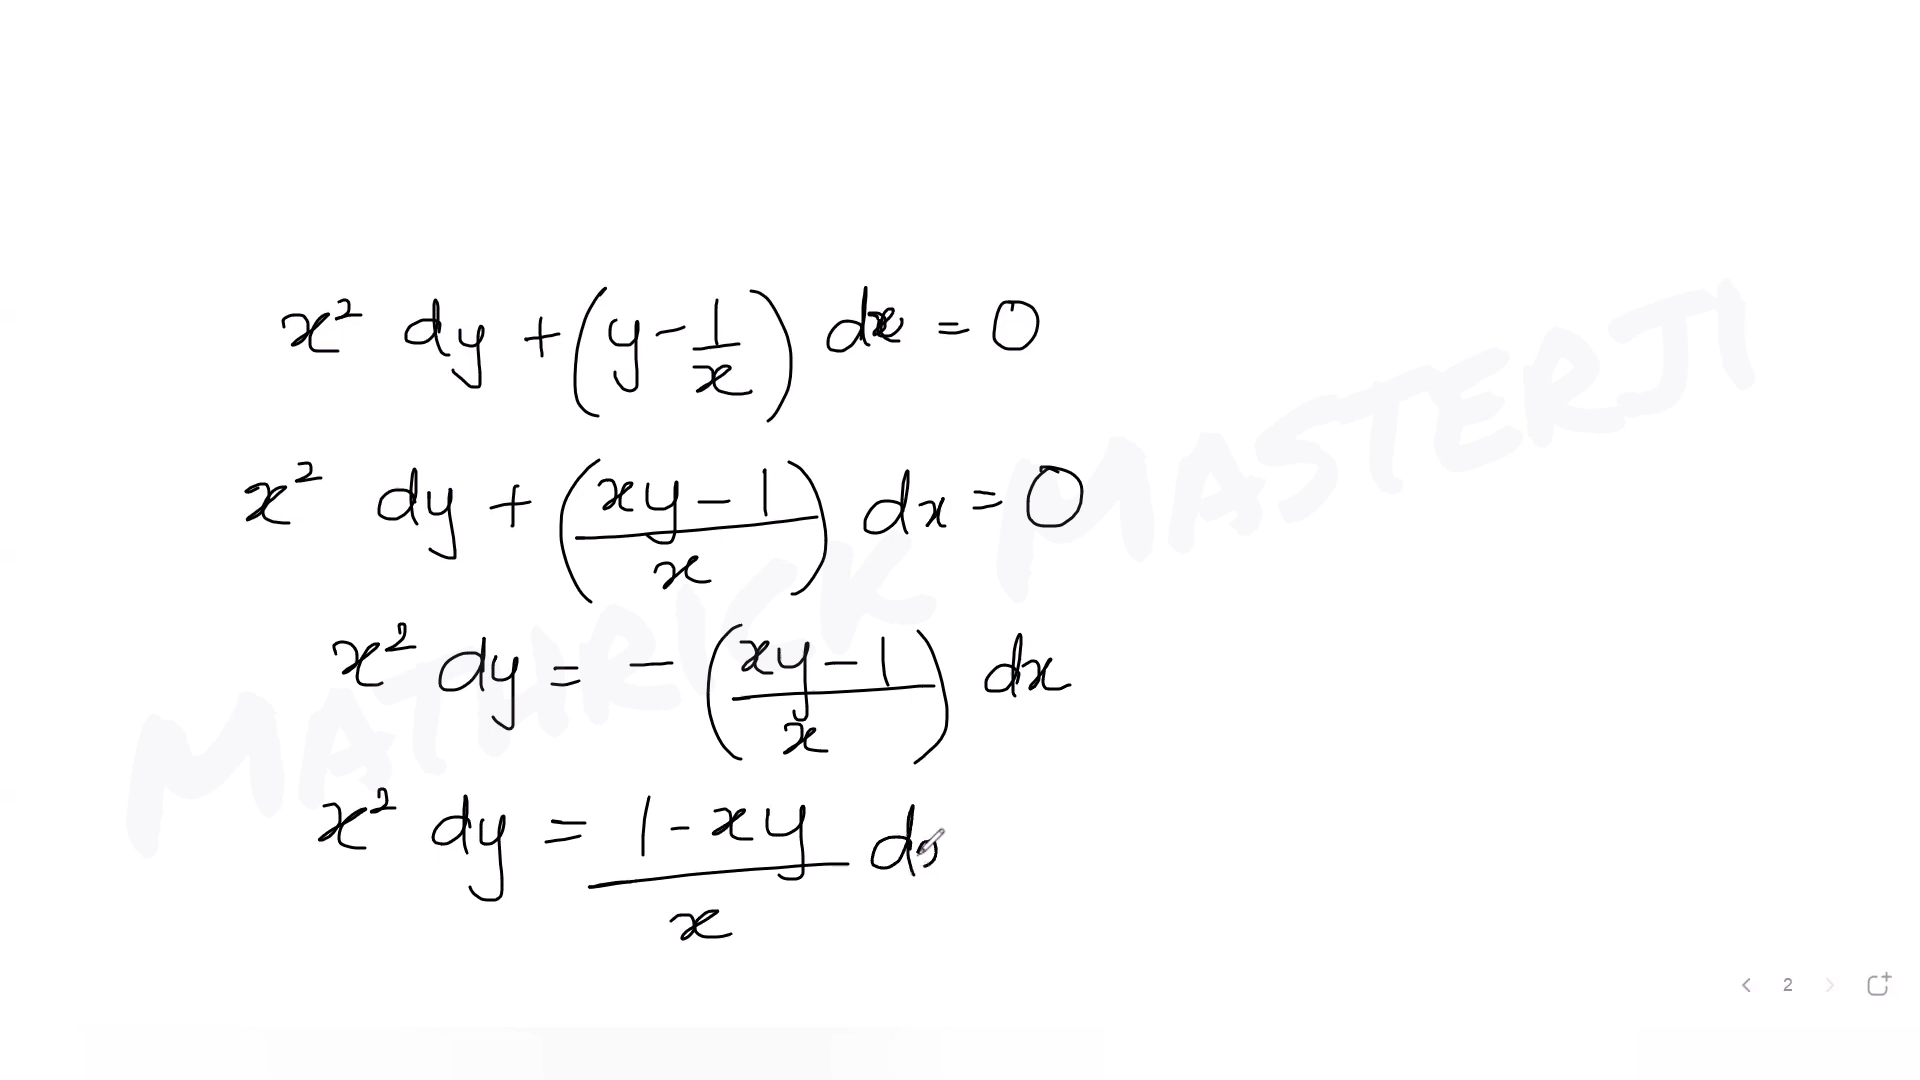 x² dy + (y - 1/x) dx = 0
x² dy + ((xy - 1)/x) dx = 0
x² dy = - ((xy - 1)/x) dx
x² dy = (1 - xy)/x d
MATHRICK MASTERJI
2